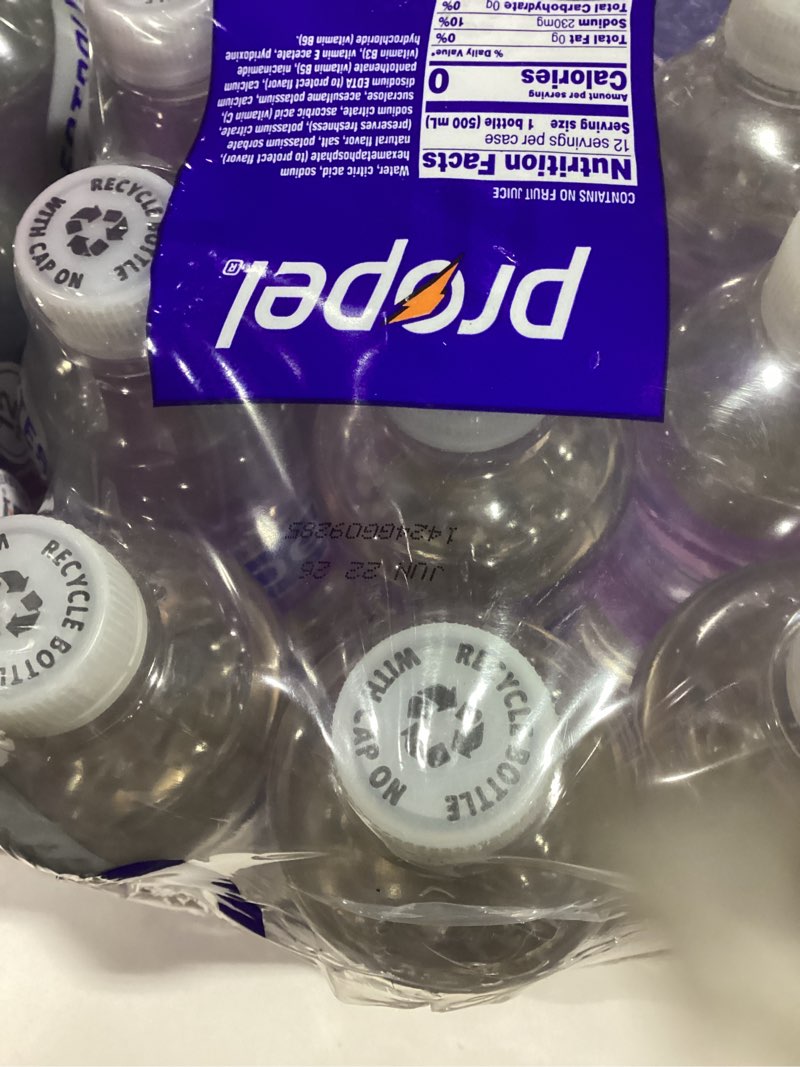 propel®
CONTAINS NO FRUIT JUICE
Nutrition Facts
12 servings per case
Serving size 1 bottle (500 mL)
Amount per serving
Calories 0
% Daily Value*
Total Fat 0g 0%
Sodium 230mg 10%
Total Carbohydrate 0g 0%
Water, citric acid, sodium
hexametaphosphate (to protect flavor),
natural flavor, salt, potassium sorbate
(preserves freshness), potassium citrate,
sodium citrate, ascorbic acid (vitamin C),
sucralose, acesulfame potassium, calcium
disodium EDTA (to protect flavor), calcium
pantothenate (vitamin B5), niacinamide
(vitamin B3), vitamin E acetate, pyridoxine
hydrochloride (vitamin B6).
RECYCLE BOTTLE WITH CAP ON
JUN 22 26
RECYCLE BOTTLE
RECYCLE BOTTLE WITH CAP ON